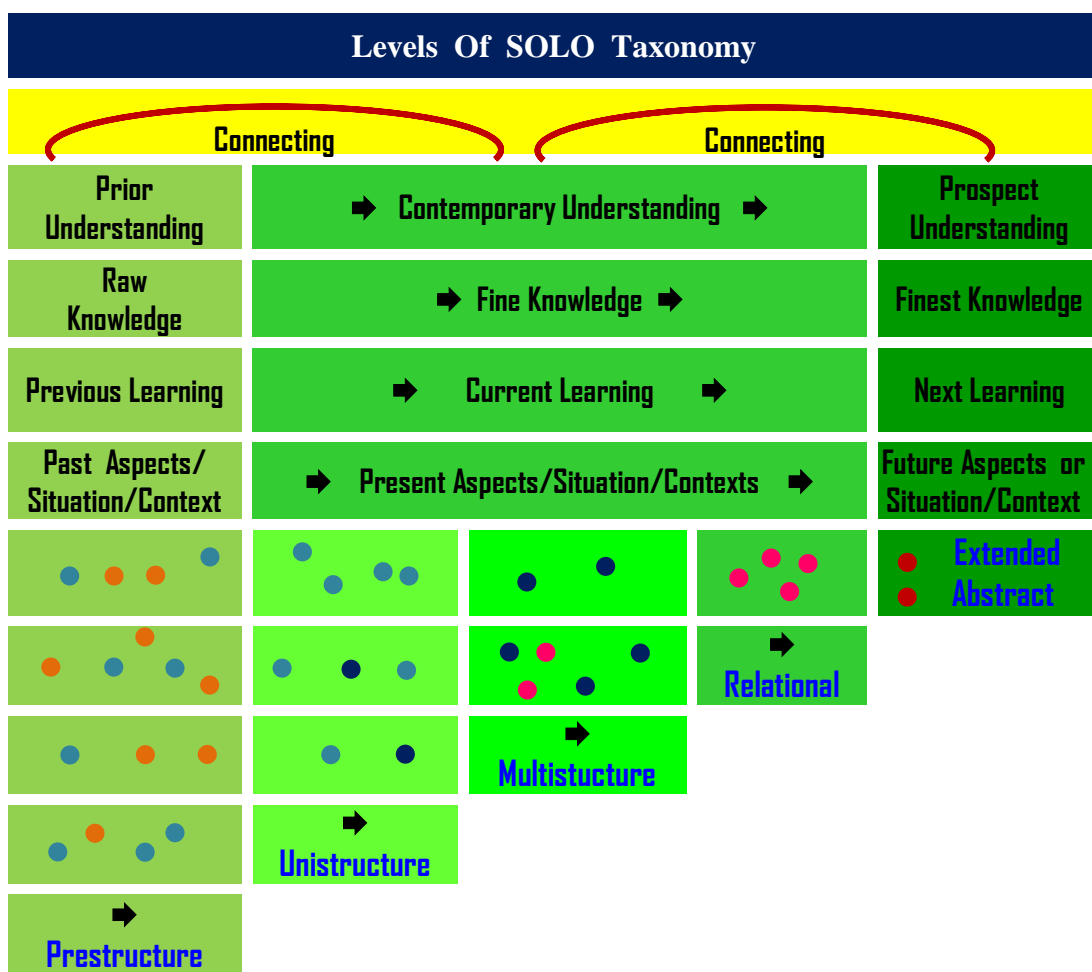 Levels Of SOLO Taxonomy
Connecting
Connecting
Prior
Understanding
Contemporary Understanding
Prospect
Understanding
Raw
Knowledge
Fine Knowledge
Finest Knowledge
Previous Learning
Current Learning
Next Learning
Past Aspects/
Situation/Context
Present Aspects/Situation/Contexts
Future Aspects or
Situation/Context
Extended
Abstract
Relational
Multistucture
Unistructure
Prestructure